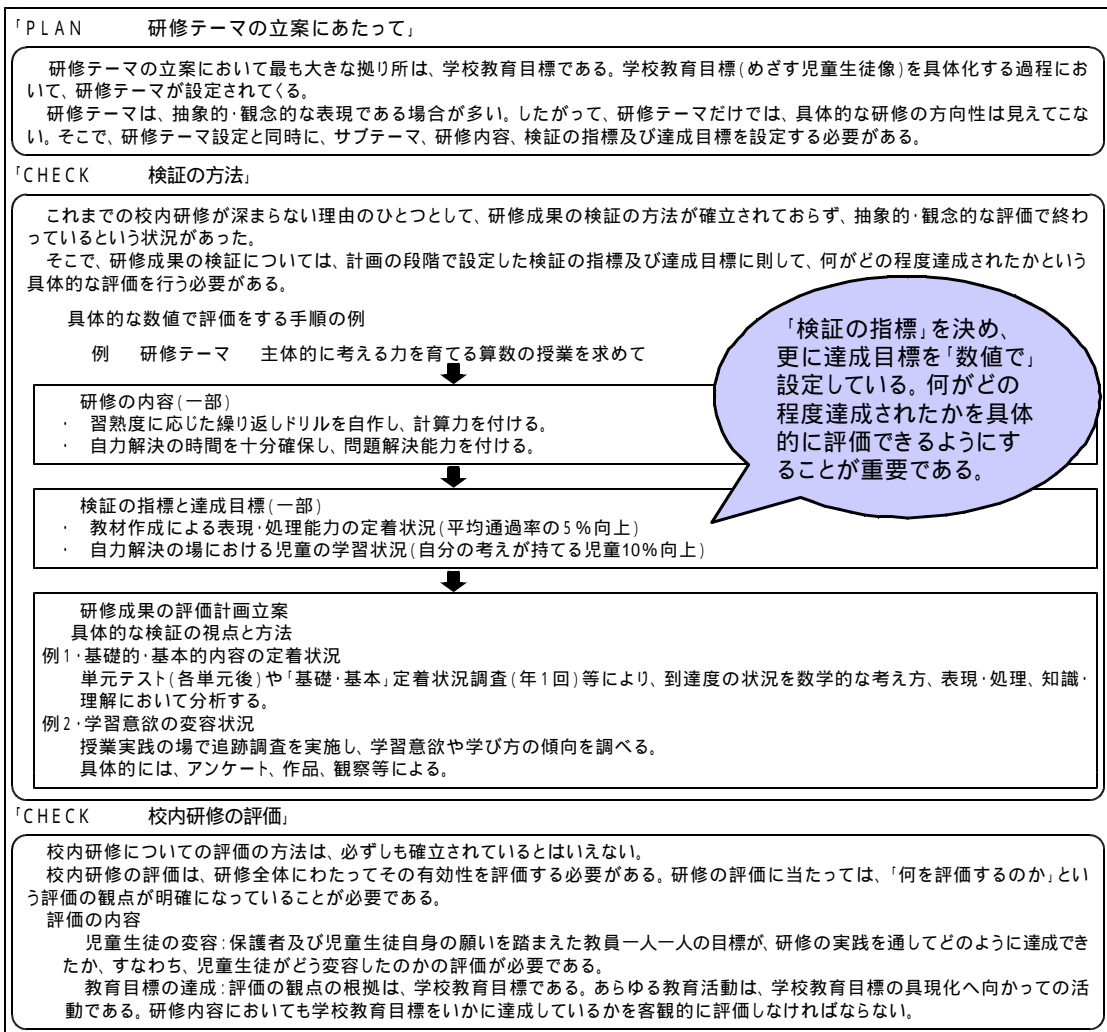 「PLAN　　研修テーマの立案にあたって」
研修テーマの立案において最も大きな拠り所は、学校教育目標である。学校教育目標(めざす児童生徒像)を具体化する過程にお
いて、研修テーマが設定されてくる。
研修テーマは、抽象的・観念的な表現である場合が多い。したがって、研修テーマだけでは、具体的な研修の方向性は見えてこな
い。そこで、研修テーマ設定と同時に、サブテーマ、研修内容、検証の指標及び達成目標を設定する必要がある。
「CHECK　　検証の方法」
これまでの校内研修が深まらない理由のひとつとして、研修成果の検証の方法が確立されておらず、抽象的・観念的な評価で終わ
っているという状況があった。
そこで、研修成果の検証については、計画の段階で設定した検証の指標及び達成目標に則して、何がどの程度達成されたかという
具体的な評価を行う必要がある。
具体的な数値で評価をする手順の例
例　研修テーマ　主体的に考える力を育てる算数の授業を求めて
「検証の指標」を決め、
更に達成目標を「数値で」
設定している。何がどの
程度達成されたかを具体
的に評価できるようにす
ることが重要である。
研修の内容(一部)
・　習熟度に応じた繰り返しドリルを自作し、計算力を付ける。
・　自力解決の時間を十分確保し、問題解決能力を付ける。
検証の指標と達成目標(一部)
・　教材作成による表現・処理能力の定着状況(平均通過率の5%向上)
・　自力解決の場における児童の学習状況(自分の考えが持てる児童10%向上)
研修成果の評価計画立案
具体的な検証の視点と方法
例1・基礎的・基本的内容の定着状況
単元テスト(各単元後)や「基礎・基本」定着状況調査(年1回)等により、到達度の状況を数学的な考え方、表現・処理、知識・
理解において分析する。
例2・学習意欲の変容状況
授業実践の場で追跡調査を実施し、学習意欲や学び方の傾向を調べる。
具体的には、アンケート、作品、観察等による。
「CHECK　　校内研修の評価」
校内研修についての評価の方法は、必ずしも確立されているとはいえない。
校内研修の評価は、研修全体にわたってその有効性を評価する必要がある。研修の評価に当たっては、「何を評価するのか」とい
う評価の観点が明確になっていることが必要である。
評価の内容
児童生徒の変容:保護者及び児童生徒自身の願いを踏まえた教員一人一人の目標が、研修の実践を通してどのように達成でき
たか、すなわち、児童生徒がどう変容したのかの評価が必要である。
教育目標の達成:評価の観点の根拠は、学校教育目標である。あらゆる教育活動は、学校教育目標の具現化へ向かっての活
動である。研修内容においても学校教育目標をいかに達成しているかを客観的に評価しなければならない。